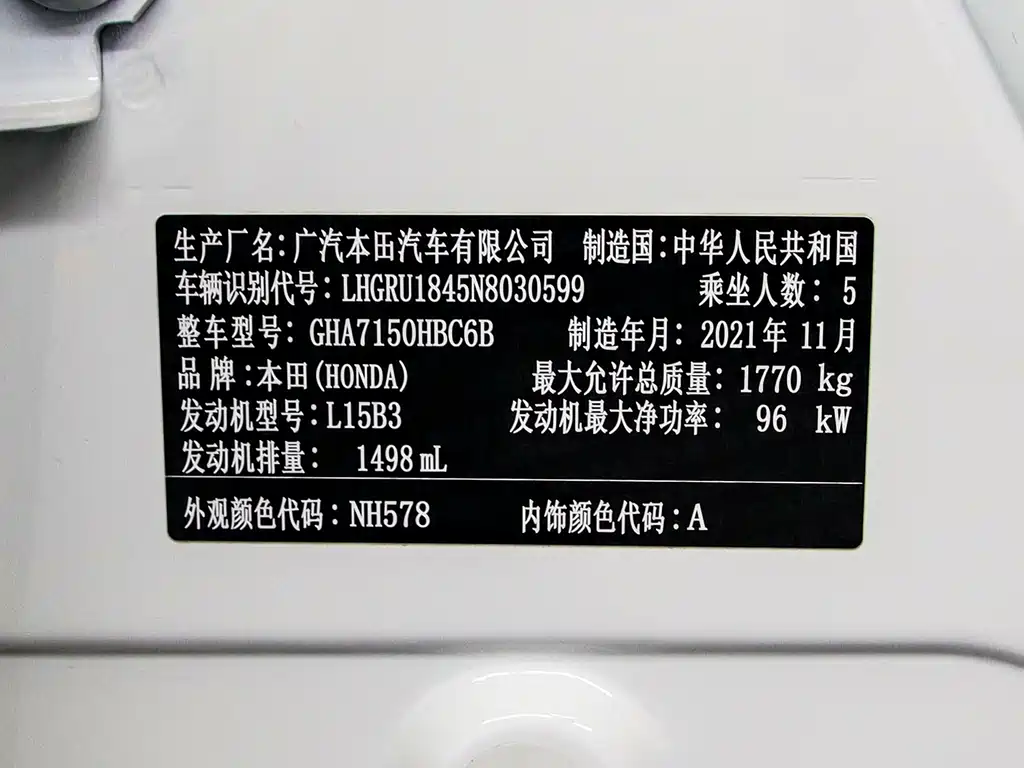 生产厂名：广汽本田汽车有限公司 制造国：中华人民共和国
车辆识别代号：LHGRU1845N8030599 乘坐人数：5
整车型号：GHA7150HBC6B 制造年月：2021年11月
品牌：本田(HONDA) 最大允许总质量：1770 kg
发动机型号：L15B3 发动机最大净功率：96 kW
发动机排量：1498 mL
外观颜色代码：NH578 内饰颜色代码：A